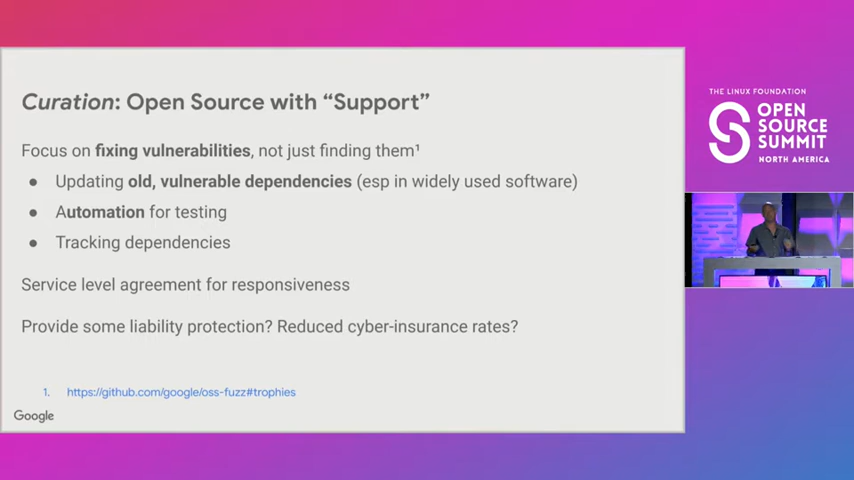 Curation: Open Source with “Support”
Focus on fixing vulnerabilities, not just finding them¹
● Updating old, vulnerable dependencies (esp in widely used software)
● Automation for testing
● Tracking dependencies
Service level agreement for responsiveness
Provide some liability protection? Reduced cyber-insurance rates?
1. https://github.com/google/oss-fuzz#trophies
Google
THE LINUX FOUNDATION
OPEN
SOURCE
SUMMIT
NORTH AMERICA